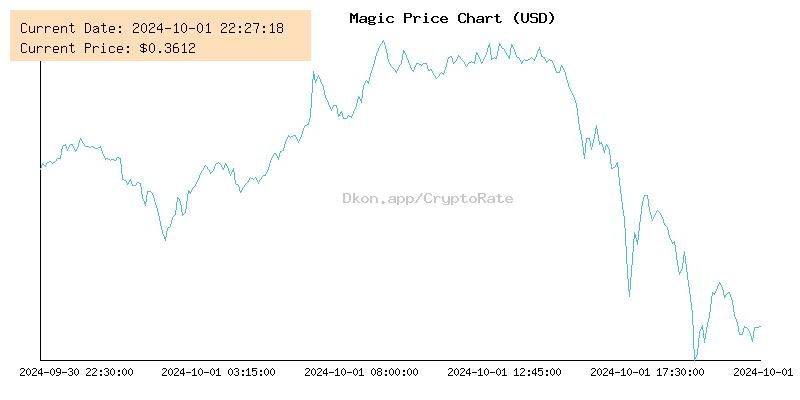 Magic Price Chart (USD)
Current Date: 2024-10-01 22:27:18
Current Price: $0.3612
Dkon.app/CryptoRate
2024-09-30 22:30:00 2024-10-01 03:15:00 2024-10-01 08:00:00 2024-10-01 12:45:00 2024-10-01 17:30:00 2024-10-01